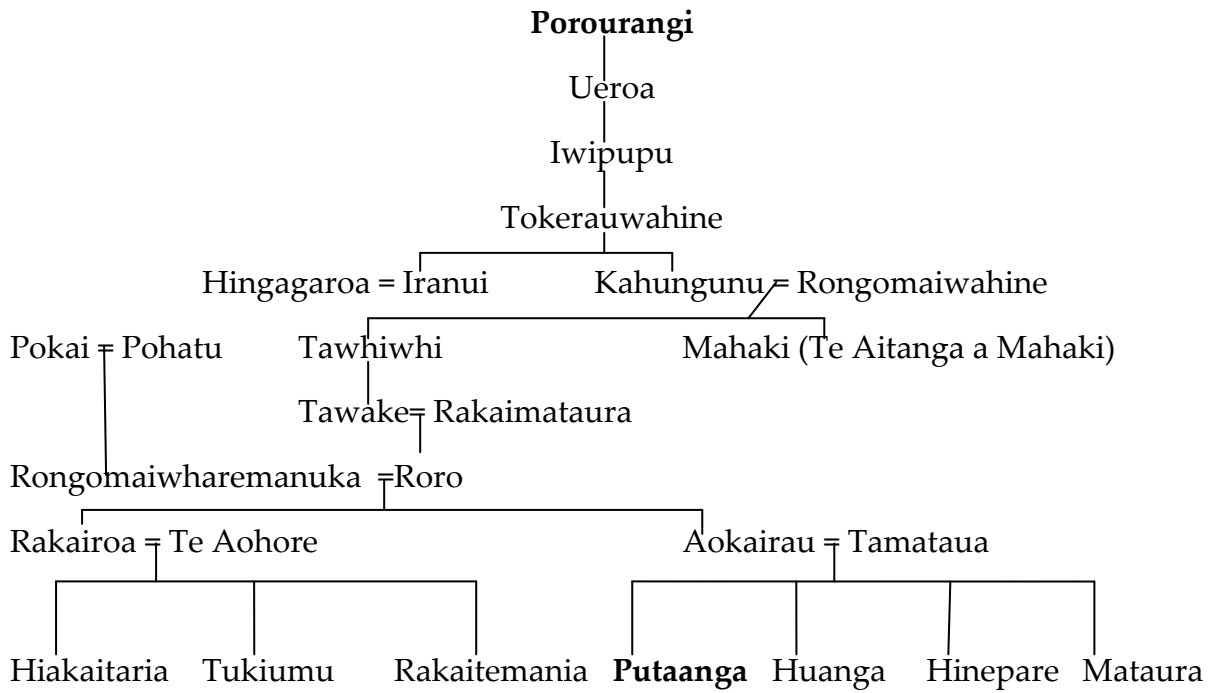 Porourangi
Ueroa
Iwipupu
Tokerauwahine
Hingagaroa = Iranui Kahungunu = Rongomaiwahine
Pokai = Pohatu Tawhiwhi Mahaki (Te Aitanga a Mahaki)
Tawake= Rakaimataura
Rongomaiwharemanuka =Roro
Rakairoa = Te Aohore Aokairau = Tamataua
Hiakaitaria Tukiumu Rakaitemania Putaanga Huanga Hinepare Mataura